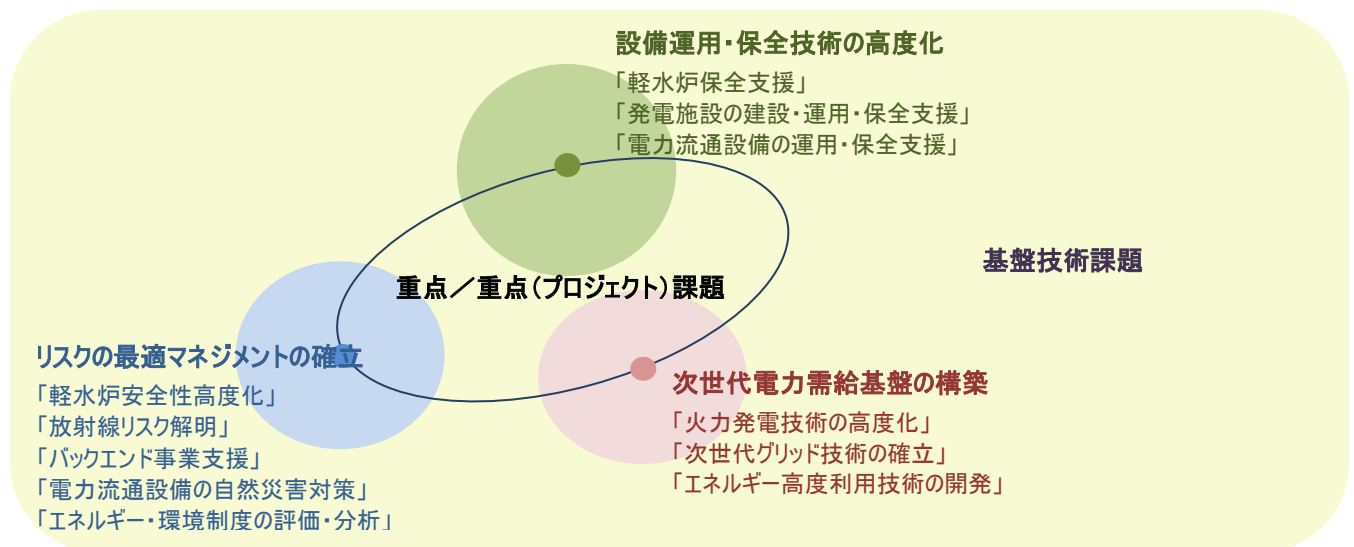 設備運用・保全技術の高度化
「軽水炉保全支援」
「発電施設の建設・運用・保全支援」
「電力流通設備の運用・保全支援」
基盤技術課題
重点／重点（プロジェクト）課題
リスクの最適マネジメントの確立
「軽水炉安全性高度化」
「放射線リスク解明」
「バックエンド事業支援」
「電力流通設備の自然災害対策」
「エネルギー・環境制度の評価・分析」
次世代電力需給基盤の構築
「火力発電技術の高度化」
「次世代グリッド技術の確立」
「エネルギー高度利用技術の開発」